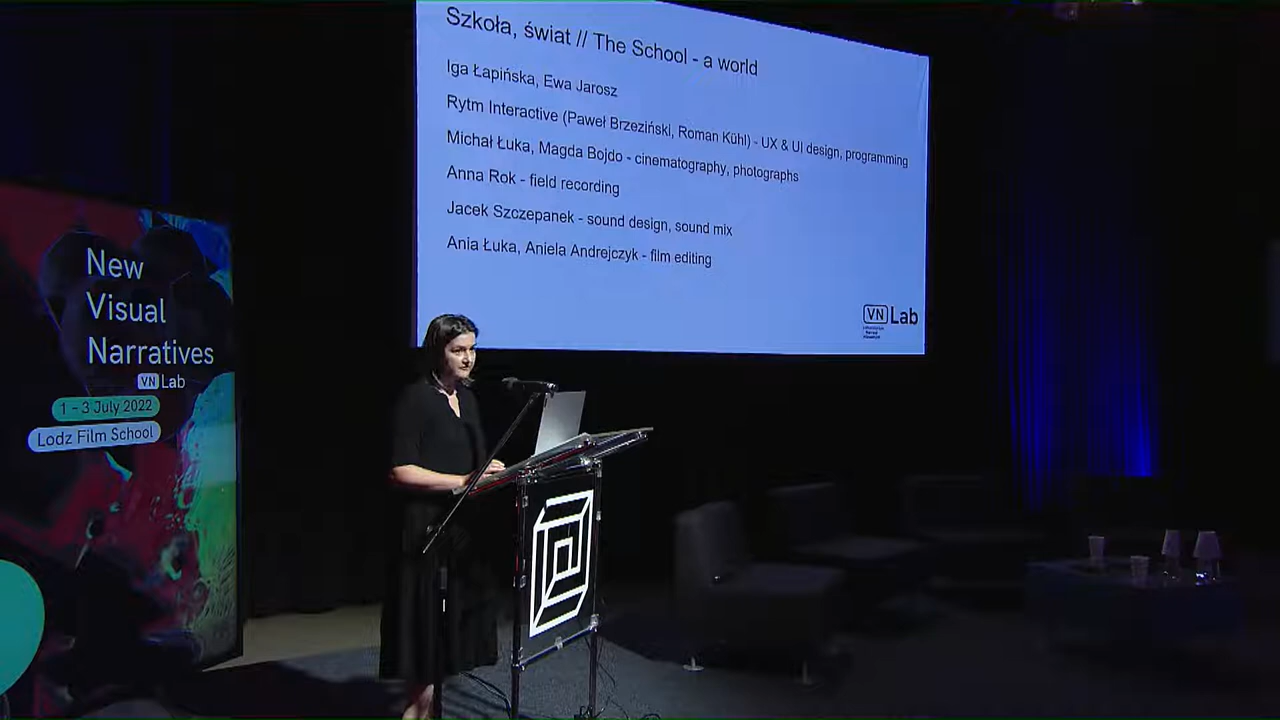 Szkoła, świat // The School - a world
Iga Łapińska, Ewa Jarosz
Rytm Interactive (Paweł Brzeziński, Roman Kühl) - UX & UI design, programming
Michał Łuka, Magda Bojdo - cinematography, photographs
Anna Rok - field recording
Jacek Szczepanek - sound design, sound mix
Ania Łuka, Aniela Andrejczyk - film editing
VN Lab
New
Visual
Narratives
VN Lab
1 – 3 July 2022
Lodz Film School